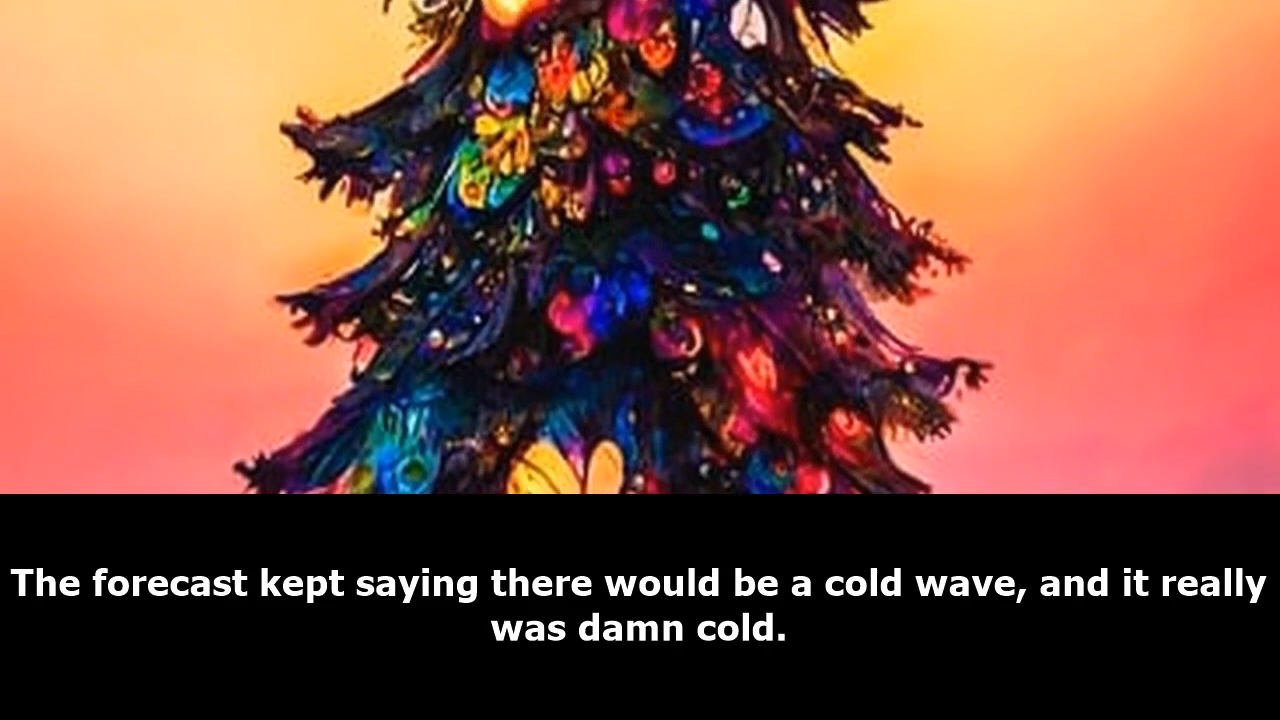 The forecast kept saying there would be a cold wave, and it really
was damn cold.